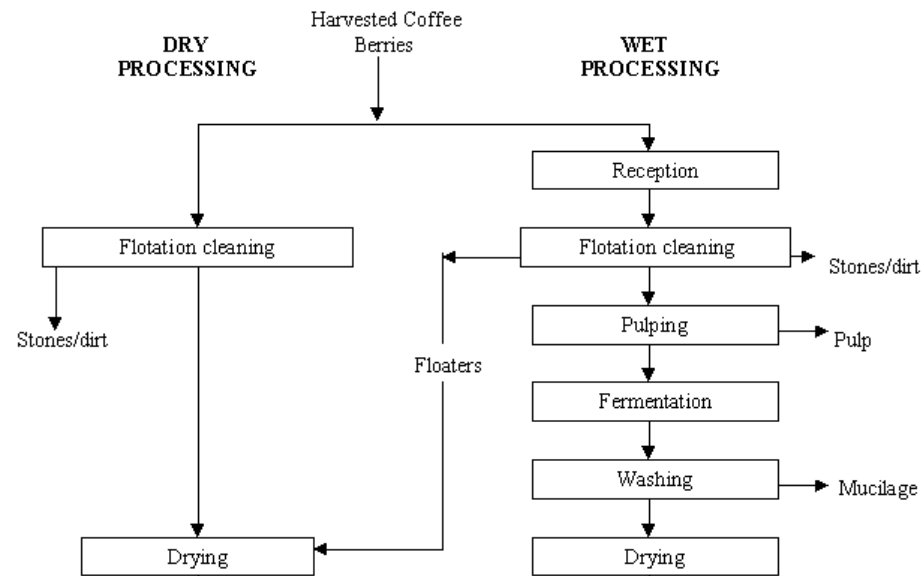 Harvested Coffee
Berries
DRY
PROCESSING
WET
PROCESSING
Reception
Flotation cleaning
Flotation cleaning
Stones/dirt
Stones/dirt
Pulping
Pulp
Floaters
Fermentation
Washing
Mucilage
Drying
Drying